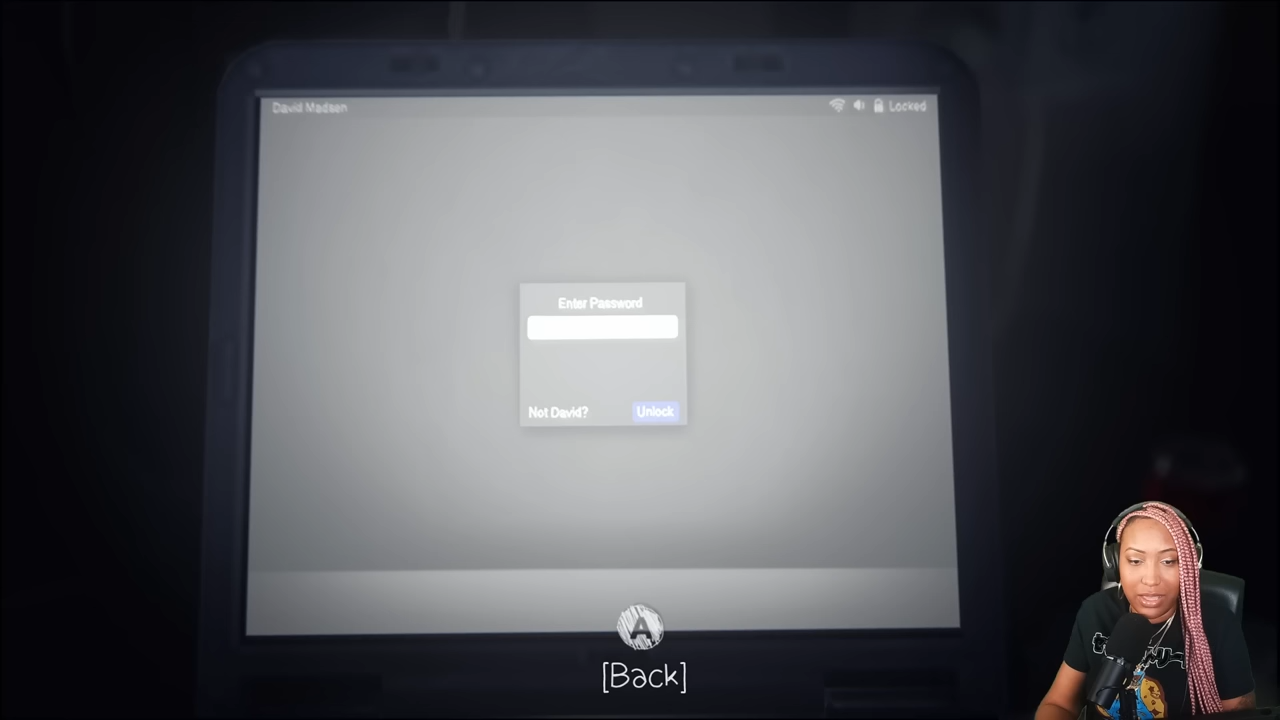 David Madsen
Locked
Enter Password
Not David?
Unlock
A
[Back]